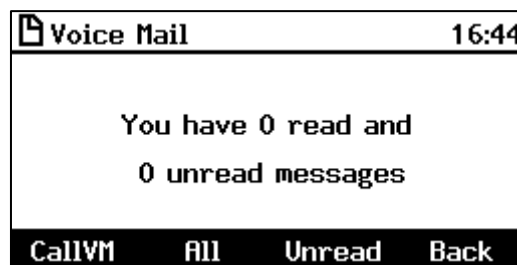 Voice Mail 16:44
You have 0 read and
0 unread messages
CallVM All Unread Back